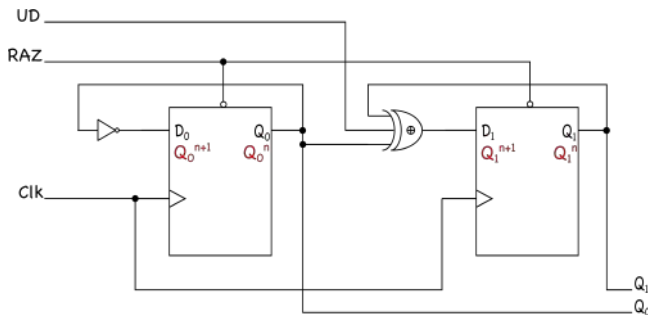 UD
RAZ
D₀ Q₀ D₁ Q₁
Q₀ⁿ⁺¹ Q₀ⁿ ⊕ Q₁ⁿ⁺¹ Q₁ⁿ
Clk
Q₁
Q₀